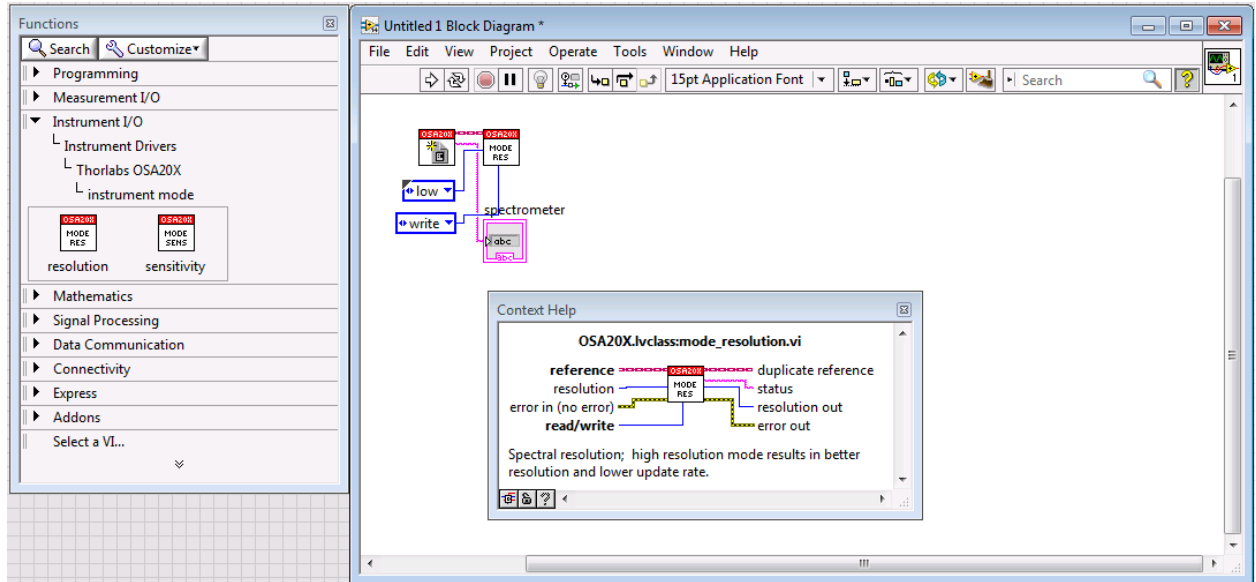 Functions
Search Customize
Programming
Measurement I/O
Instrument I/O
Instrument Drivers
Thorlabs OSA20X
instrument mode
OSA20X
MODE
RES
OSA20X
MODE
SENS
resolution sensitivity
Mathematics
Signal Processing
Data Communication
Connectivity
Express
Addons
Select a VI...
Untitled 1 Block Diagram *
File Edit View Project Operate Tools Window Help
15pt Application Font Search
1
OSA20X OSA20X
MODE
RES
low
write
spectrometer
abc
abc
Context Help
OSA20X.lvclass:mode_resolution.vi
reference OSA20X duplicate reference
resolution MODE status
RES resolution out
error in (no error) error out
read/write
Spectral resolution; high resolution mode results in better
resolution and lower update rate.